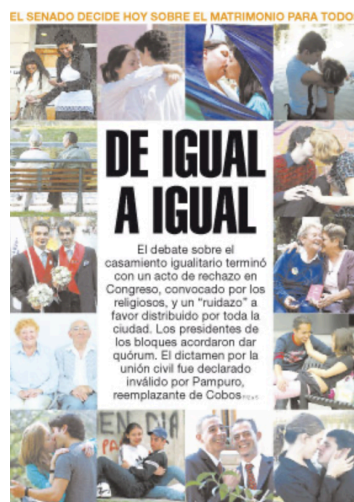 EL SENADO DECIDE HOY SOBRE EL MATRIMONIO PARA TODO
DE IGUAL
A IGUAL
El debate sobre el
casamiento igualitario terminó
con un acto de rechazo en
Congreso, convocado por los
religiosos, y un “ruidazo” a
favor distribuido por toda la
ciudad. Los presidentes de
los bloques acordaron dar
quórum. El dictamen por la
unión civil fue declarado
inválido por Pampuro,
reemplazante de Cobos
EN DIA
PA